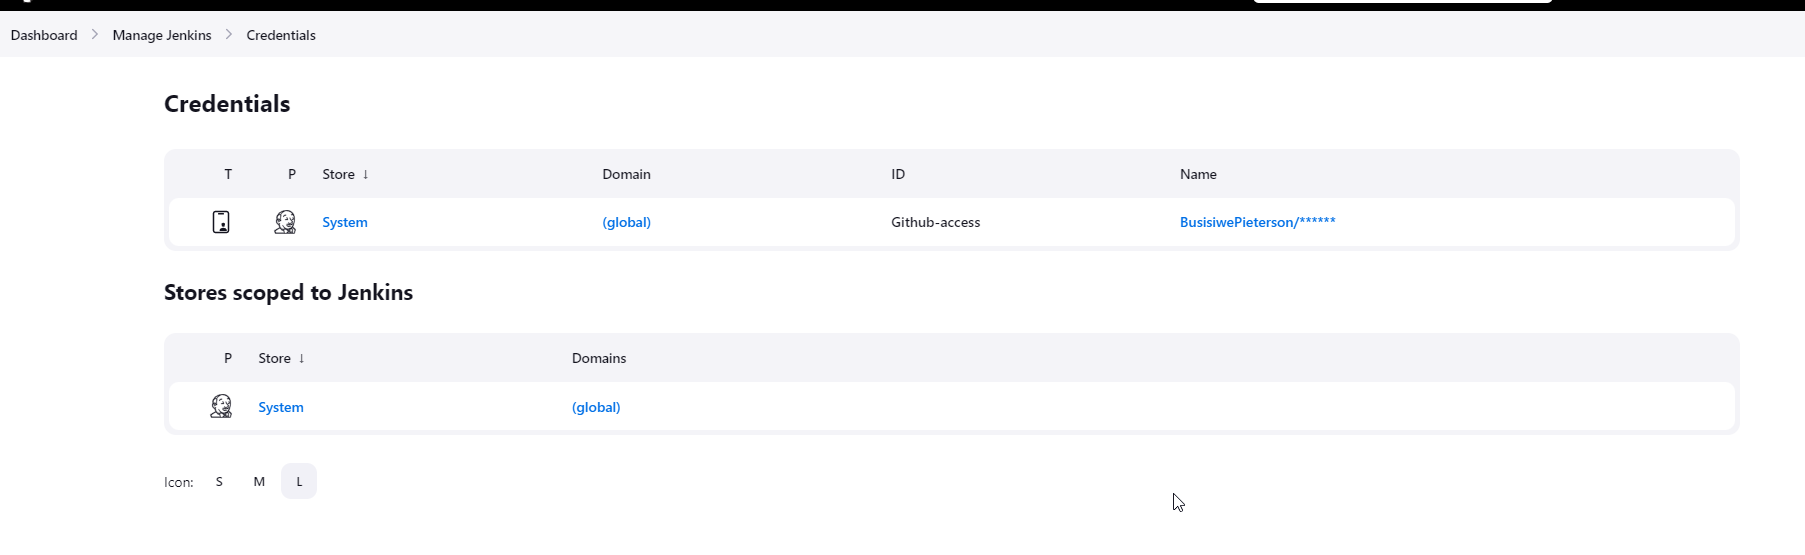 Dashboard > Manage Jenkins > Credentials
Credentials
T P Store ↓ Domain ID Name
System (global) Github-access BusisiwePieterson/******
Stores scoped to Jenkins
P Store ↓ Domains
System (global)
Icon: S M L